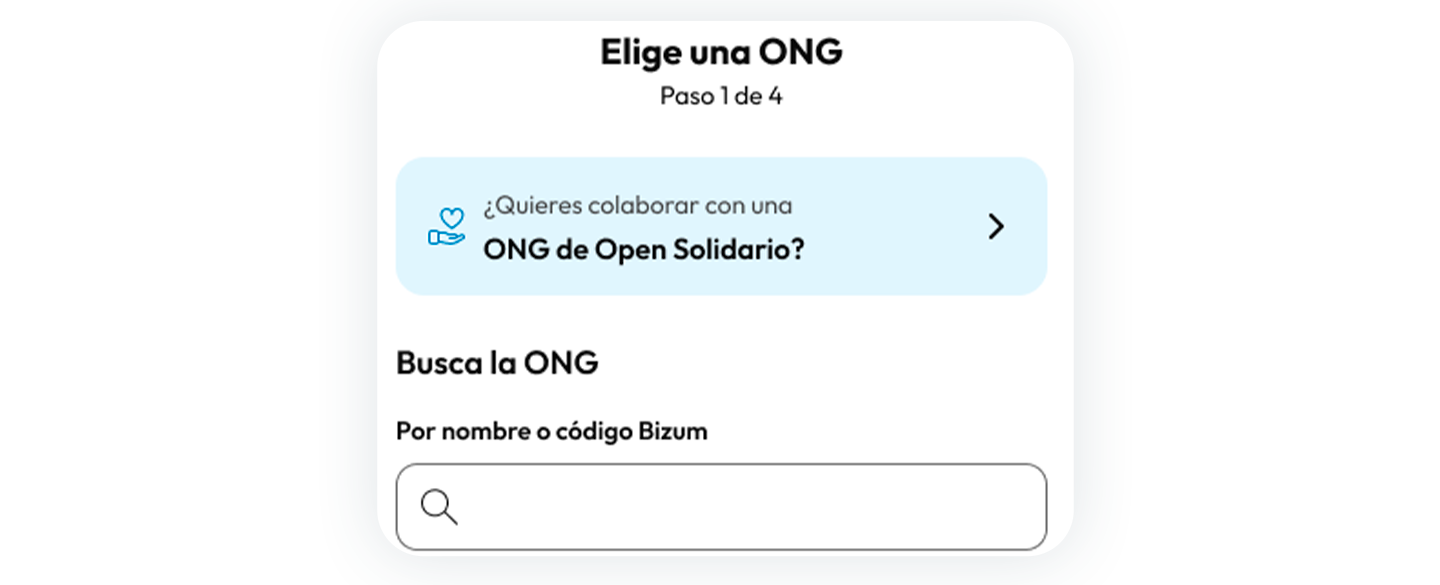 Elige una ONG
Paso 1 de 4
¿Quieres colaborar con una
ONG de Open Solidario?
Busca la ONG
Por nombre o código Bizum